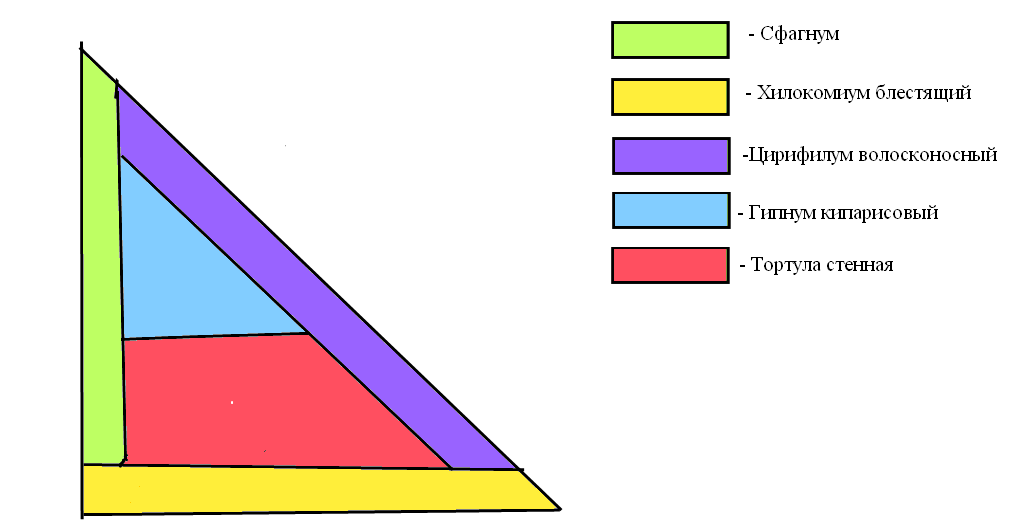 - Сфагнум
- Хилокомиум блестящий
-Цирифилум волосконосный
- Гипнум кипарисовый
- Тортула стенная